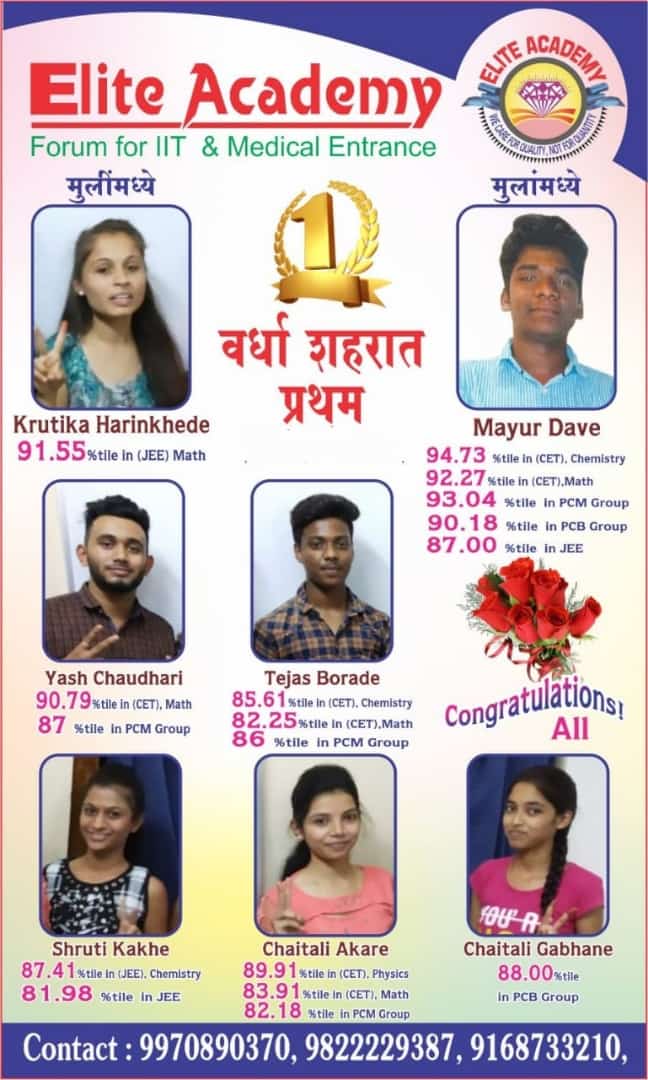 Elite Academy
Forum for IIT & Medical Entrance
ELITE ACADEMY
WE CARE FOR QUALITY, NOT FOR QUANTITY
मुलींमध्ये
मुलांमध्ये
1
वर्धा शहरात
प्रथम
Krutika Harinkhede
91.55 %tile in (JEE) Math
Mayur Dave
94.73 %tile in (CET), Chemistry
92.27 %tile in (CET),Math
93.04 %tile in PCM Group
90.18 %tile in PCB Group
87.00 %tile in JEE
Yash Chaudhari
90.79 %tile in (CET), Math
87 %tile in PCM Group
Tejas Borade
85.61 %tile in (CET), Chemistry
82.25 %tile in (CET),Math
86 %tile in PCM Group
Congratulations!
All
Shruti Kakhe
87.41 %tile in (JEE), Chemistry
81.98 %tile in JEE
Chaitali Akare
89.91 %tile in (CET), Physics
83.91 %tile in (CET), Math
82.18 %tile in PCM Group
YOU'R
Chaitali Gabhane
88.00 %tile
in PCB Group
Contact : 9970890370, 9822229387, 9168733210,